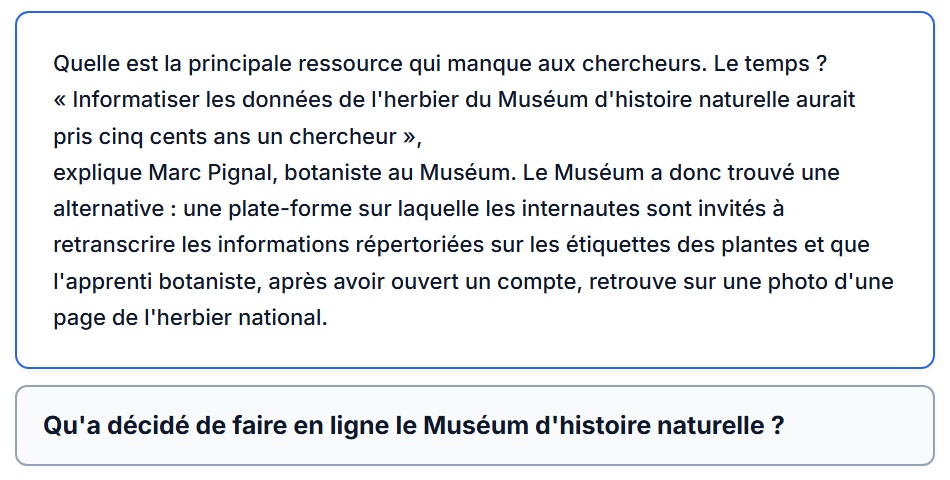 Quelle est la principale ressource qui manque aux chercheurs. Le temps ?
« Informatiser les données de l'herbier du Muséum d'histoire naturelle aurait
pris cinq cents ans un chercheur »,
explique Marc Pignal, botaniste au Muséum. Le Muséum a donc trouvé une
alternative : une plate-forme sur laquelle les internautes sont invités à
retranscrire les informations répertoriées sur les étiquettes des plantes et que
l'apprenti botaniste, après avoir ouvert un compte, retrouve sur une photo d'une
page de l'herbier national.
Qu'a décidé de faire en ligne le Muséum d'histoire naturelle ?